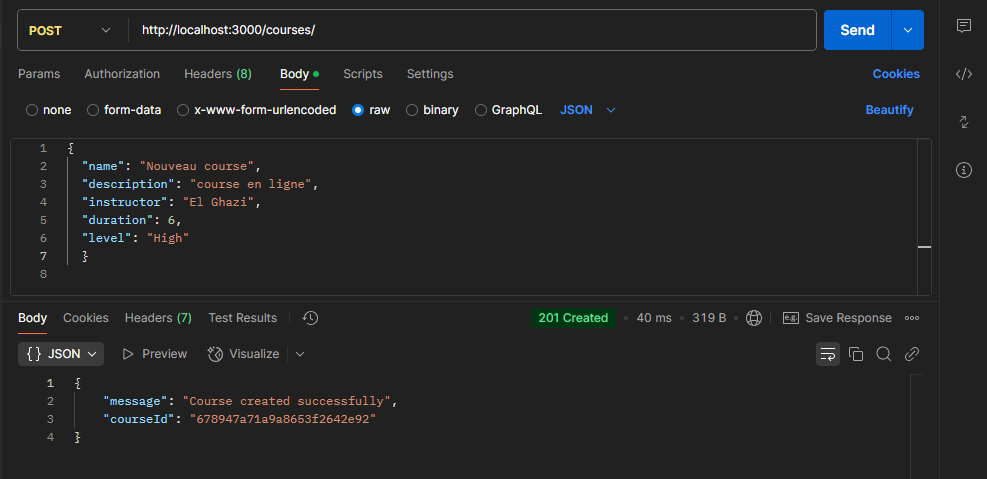 POST http://localhost:3000/courses/ Send
Params Authorization Headers (8) Body Scripts Settings Cookies
none form-data x-www-form-urlencoded raw binary GraphQL JSON Beautify
1 {
2 "name": "Nouveau course",
3 "description": "course en ligne",
4 "instructor": "El Ghazi",
5 "duration": 6,
6 "level": "High"
7 }
8
Body Cookies Headers (7) Test Results 201 Created • 40 ms • 319 B e.g. Save Response
{} JSON Preview Visualize
1 {
2 "message": "Course created successfully",
3 "courseId": "678947a71a9a8653f2642e92"
4 }